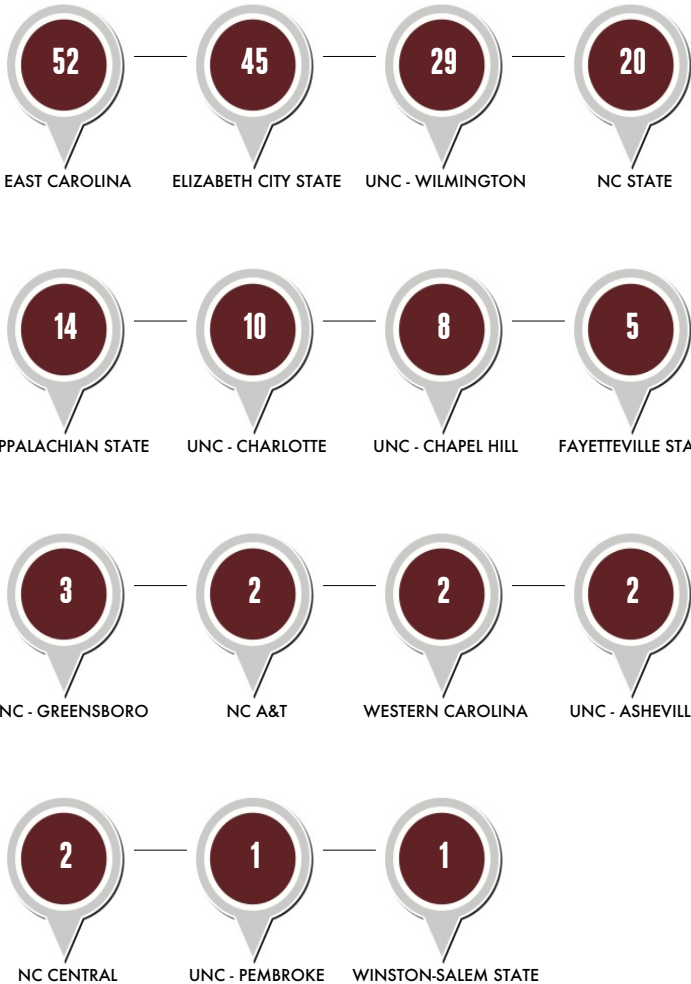 52 45 29 20
EAST CAROLINA ELIZABETH CITY STATE UNC - WILMINGTON NC STATE
14 10 8 5
PPALACHIAN STATE UNC - CHARLOTTE UNC - CHAPEL HILL FAYETTEVILLE STA
3 2 2 2
NC - GREENSBORO NC A&T WESTERN CAROLINA UNC - ASHEVILL
2 1 1
NC CENTRAL UNC - PEMBROKE WINSTON-SALEM STATE